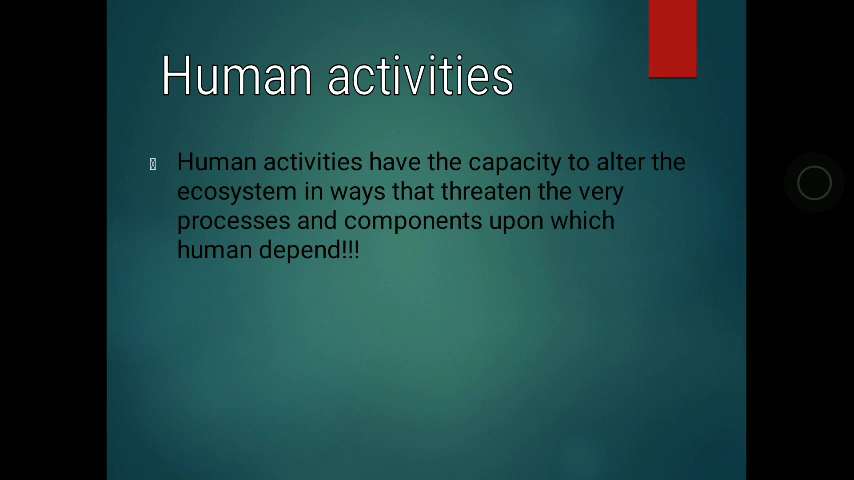 Human activities
Human activities have the capacity to alter the
ecosystem in ways that threaten the very
processes and components upon which
human depend!!!